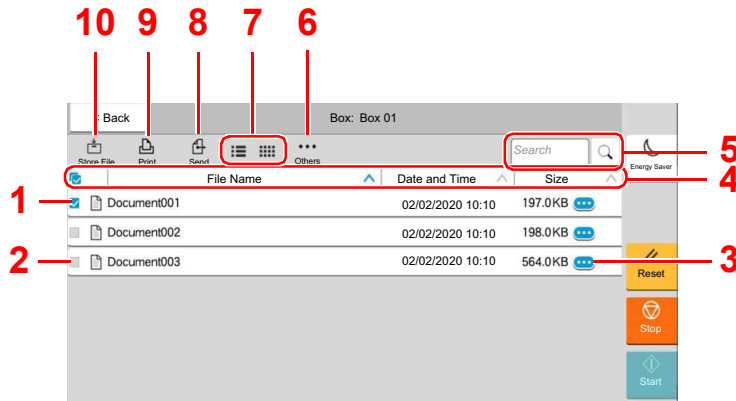 10 9 8 7 6
< Back Box: Box 01
Store File Print Send Others Search 5 Energy Saver
File Name Date and Time Size 4
1 Document001 02/02/2020 10:10 197.0KB
Document002 02/02/2020 10:10 198.0KB
2 Document003 02/02/2020 10:10 564.0KB 3
Reset
Stop
Start